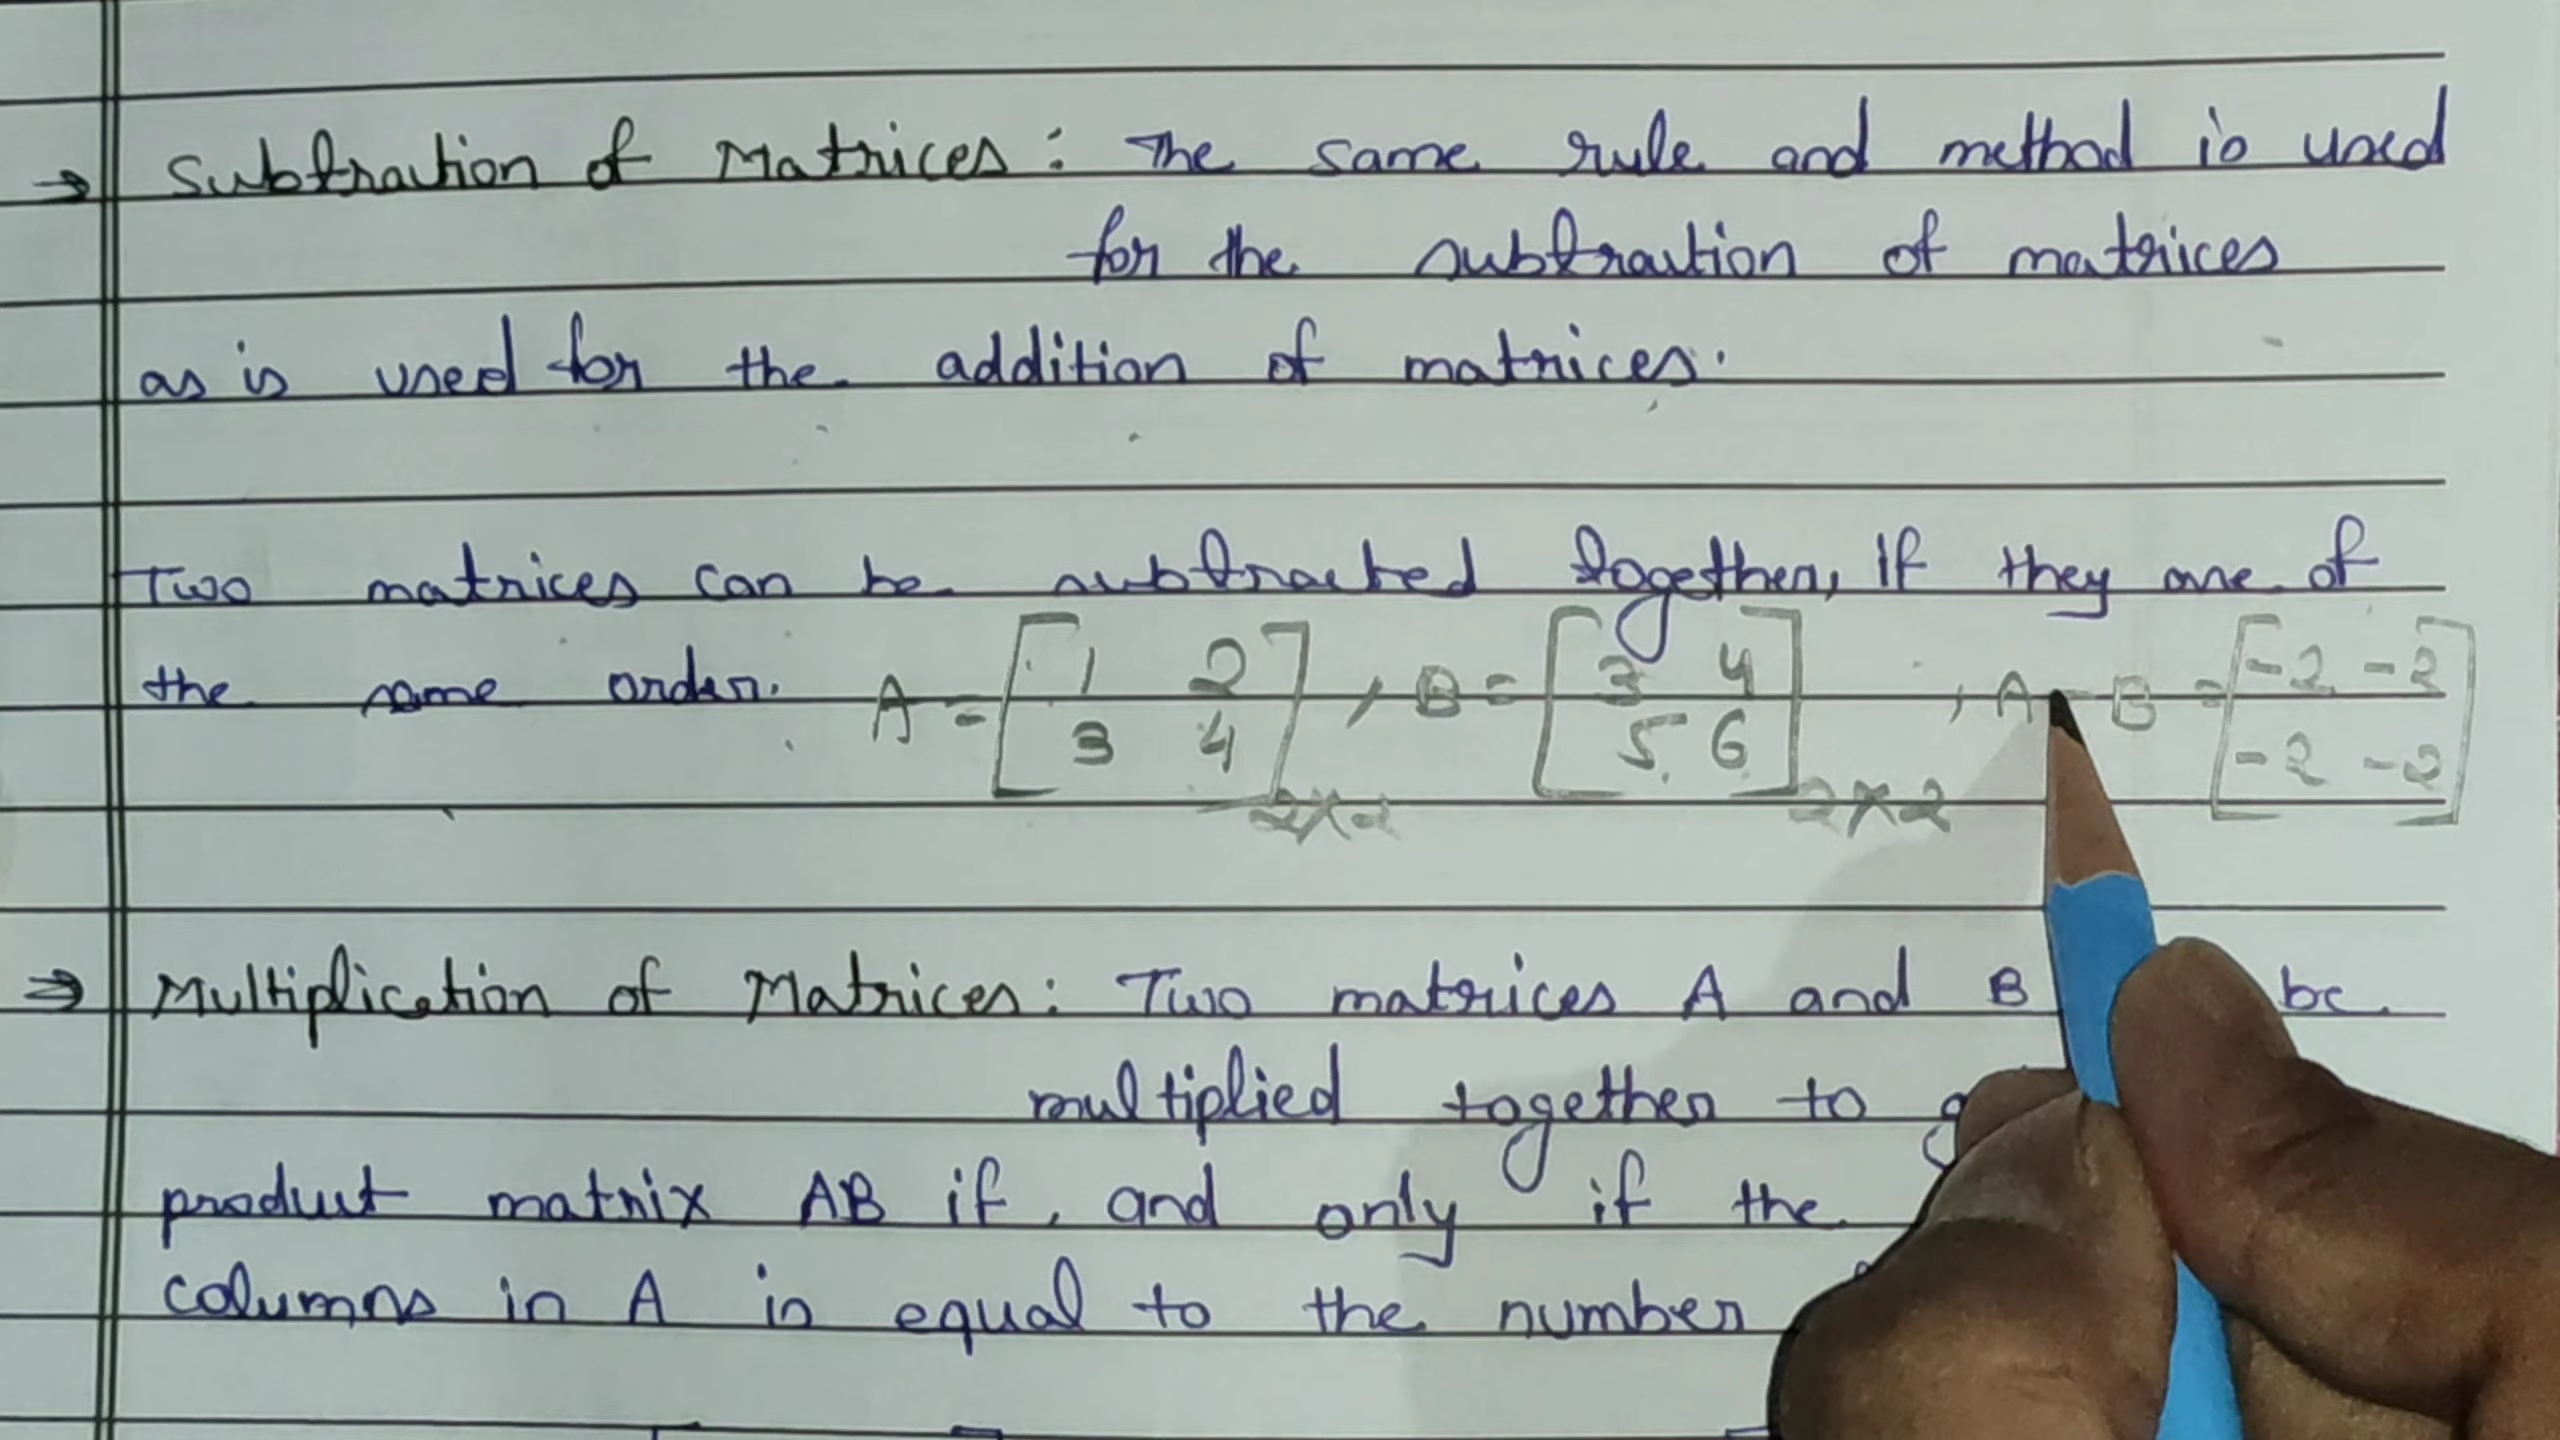 → Subtraction of Matrices: The same rule and method is used
for the subtraction of matrices
as is used for the addition of matrices.
Two matrices can be subtracted together, If they are of
the same order. A = [1 2 3 4] 2×2 , B = [3 4 5 6] 2×2 , A - B = [-2 -2 -2 -2]
⇒ Multiplication of Matrices: Two matrices A and B be
multiplied together to
product matrix AB if, and only if the
columns in A is equal to the number